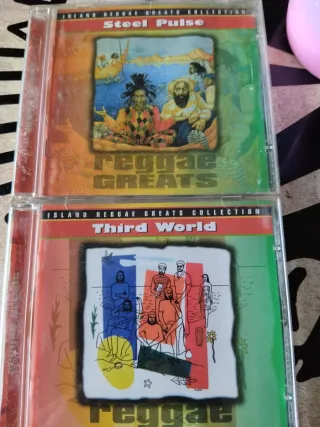 ISLAND REGGAE GREATS COLLECTION
Steel Pulse
reggae
GREATS
ISLAND REGGAE GREATS COLLECTION
Third World
reggae